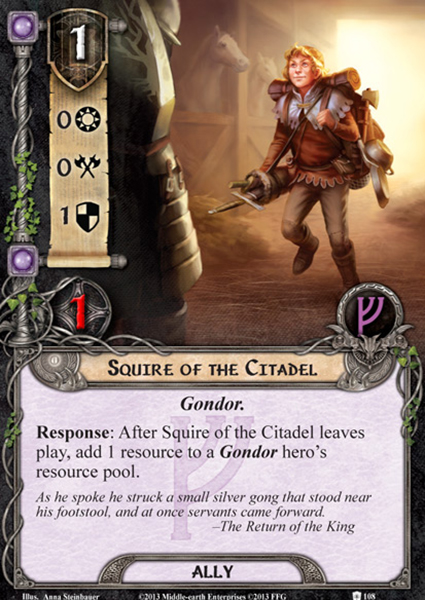 1
0
0
1
1
SQUIRE OF THE CITADEL
Gondor.
Response: After Squire of the Citadel leaves
play, add 1 resource to a Gondor hero's
resource pool.
As he spoke he struck a small silver gong that stood near
his footstool, and at once servants came forward.
–The Return of the King
ALLY
Illus. Anna Steinbauer ©2013 Middle-earth Enterprises ©2013 FFG 108